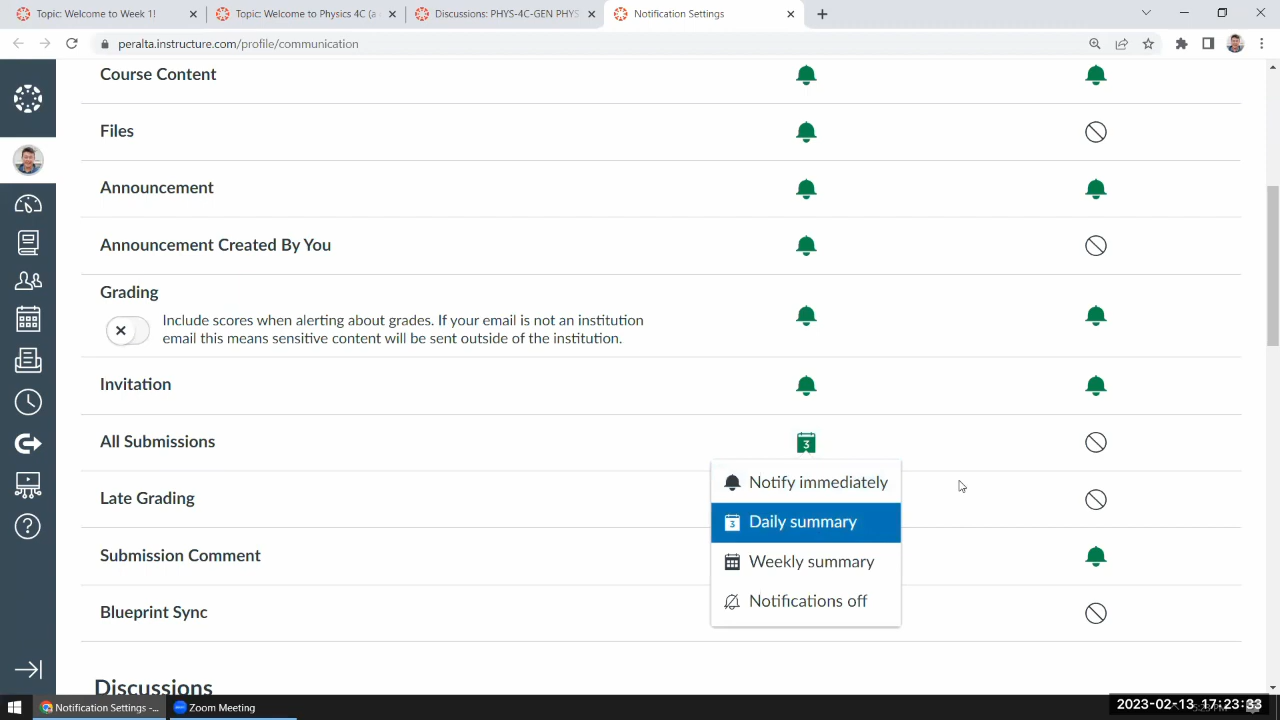 Topic: Welcome to Week 1!
Topic: Welcome to Physics 4C (a
Discussions: PHYS-4C-GEN PHYS
Notification Settings
peralta.instructure.com/profile/communication
Course Content
Files
Announcement
Announcement Created By You
Grading
Include scores when alerting about grades. If your email is not an institution
email this means sensitive content will be sent outside of the institution.
Invitation
All Submissions
3
Notify immediately
Late Grading
3 Daily summary
Submission Comment
Weekly summary
Notifications off
Blueprint Sync
Discussions
Notification Settings -...
Zoom Meeting
2023-02-13 17:23:33